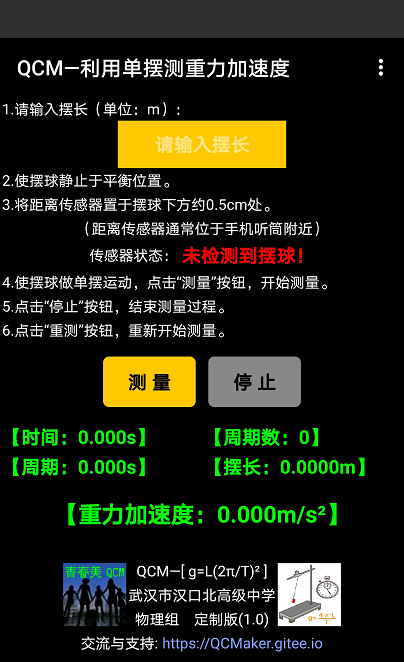 QCM—利用单摆测重力加速度
1.请输入摆长（单位：m）:
请输入摆长
2.使摆球静止于平衡位置。
3.将距离传感器置于摆球下方约0.5cm处。
（距离传感器通常位于手机听筒附近）
传感器状态： 未检测到摆球!
4.使摆球做单摆运动，点击“测量”按钮，开始测量。
5.点击“停止”按钮，结束测量过程。
6.点击“重测”按钮，重新开始测量。
测 量 停 止
【时间：0.000s】 【周期数：0】
【周期：0.000s】 【摆长：0.0000m】
【重力加速度：0.000m/s²】
青春美 QCM
QCM—[ g=L(2π/T)² ]
武汉市汉口北高级中学
物理组 定制版(1.0)
交流与支持: https://QCMaker.gitee.io